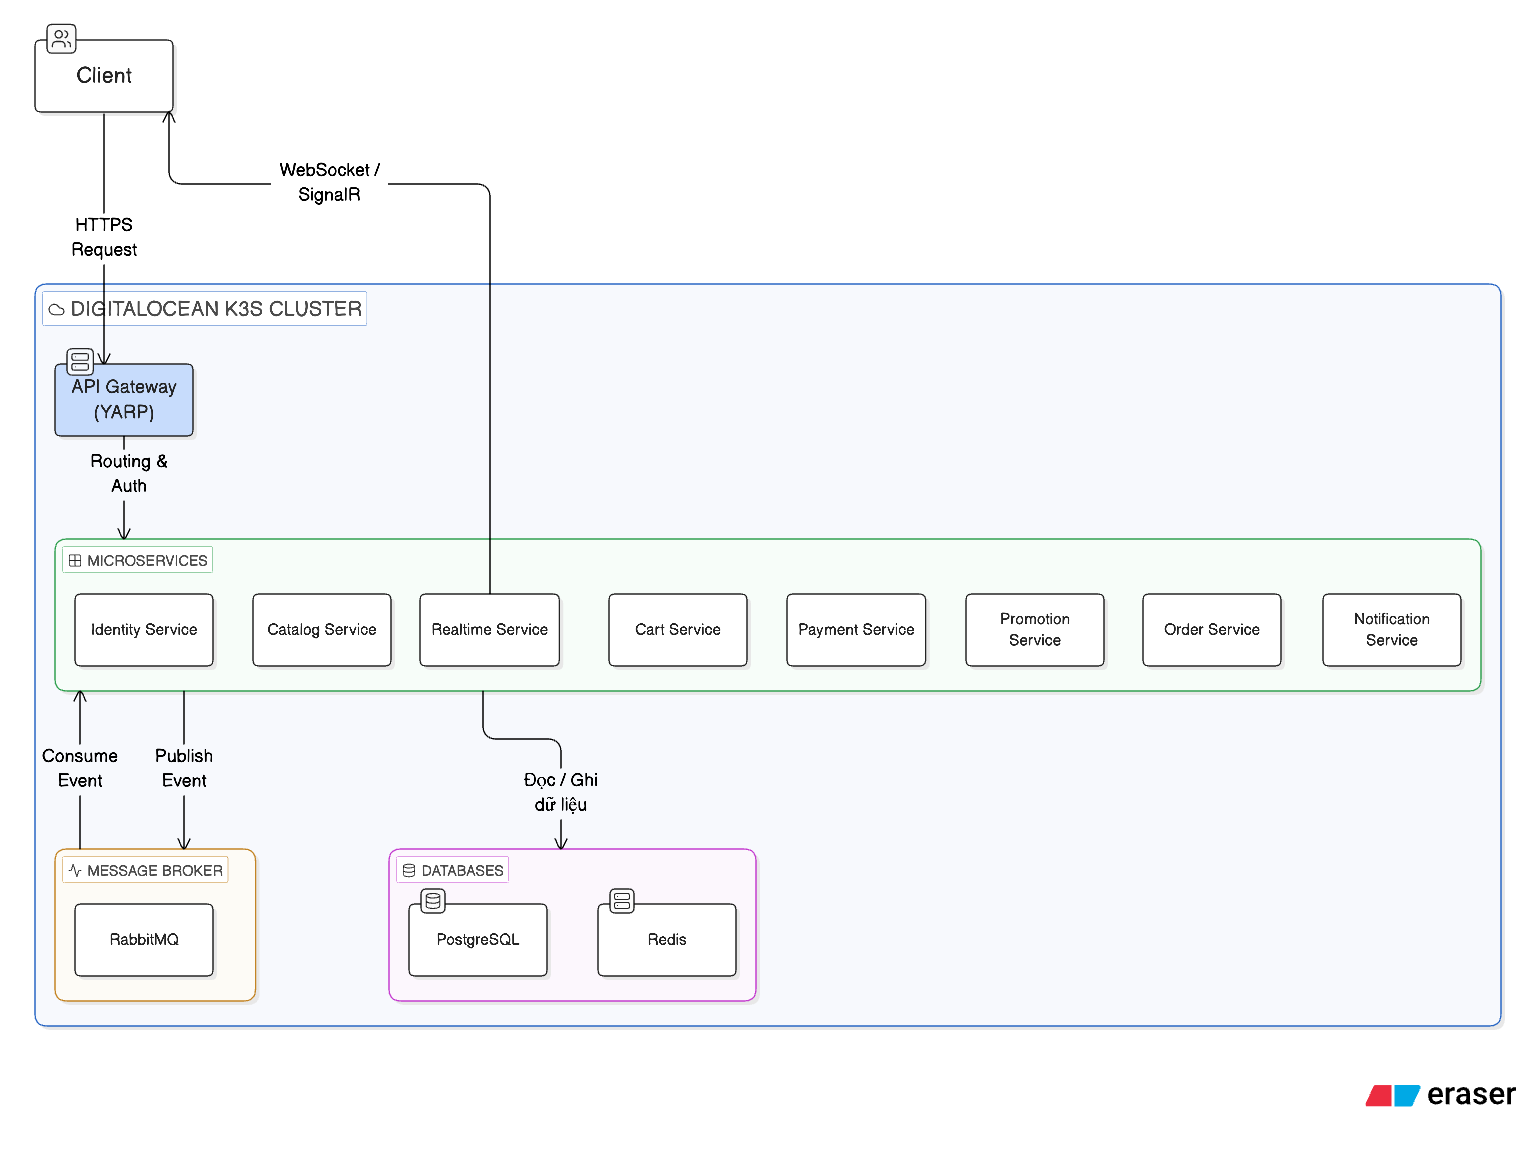 Client
WebSocket /
SignalR
HTTPS
Request
DIGITALOCEAN K3S CLUSTER
API Gateway
(YARP)
Routing &
Auth
MICROSERVICES
Identity Service
Catalog Service
Realtime Service
Cart Service
Payment Service
Promotion
Service
Order Service
Notification
Service
Consume
Event
Publish
Event
Đọc / Ghi
dữ liệu
MESSAGE BROKER
RabbitMQ
DATABASES
PostgreSQL
Redis
eraser